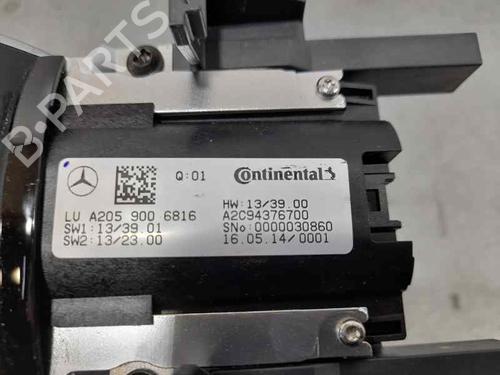 B-PARTS
Q:01
Continental
LV A205 900 6816
SW1:13/39.01
SW2:13/23.00
HW:13/39.00
A2C94376700
SNo:0000030860
16.05.14/0001